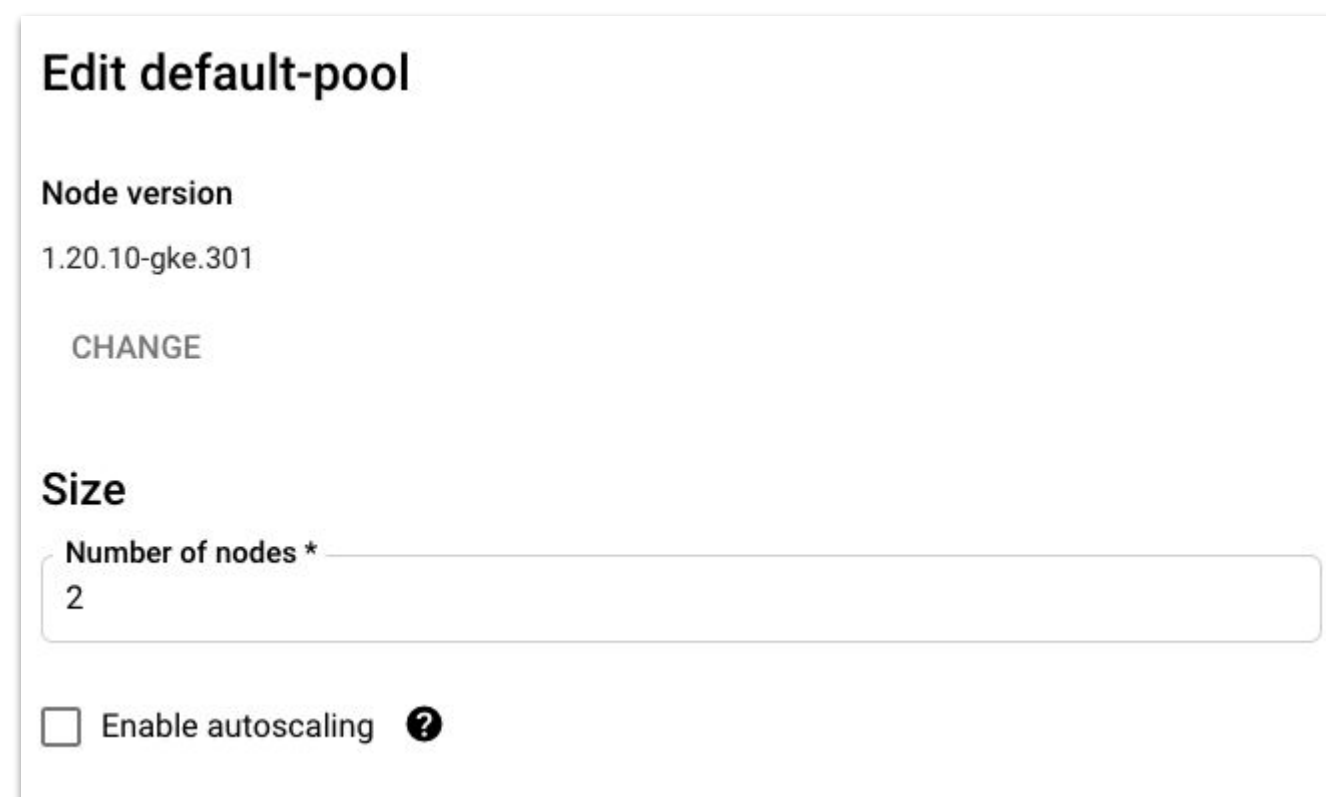 Edit default-pool
Node version
1.20.10-gke.301
CHANGE
Size
Number of nodes *
2
Enable autoscaling ?